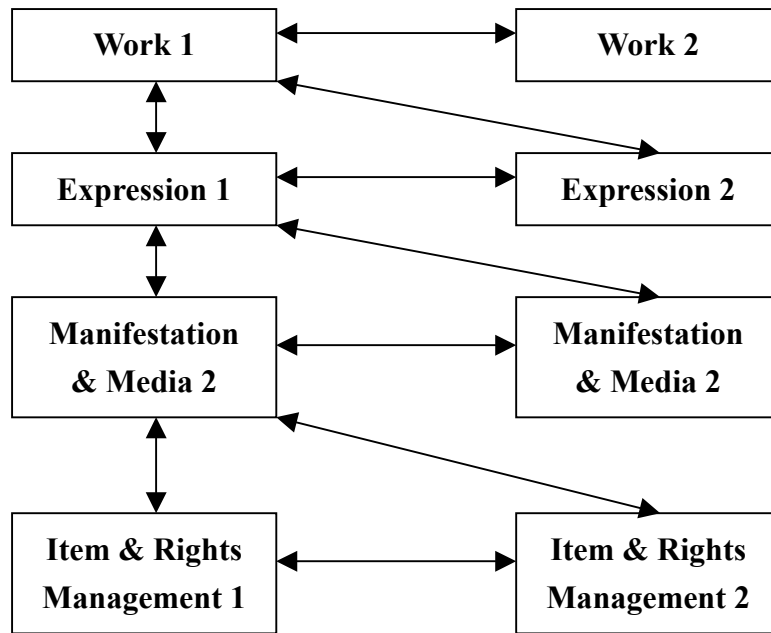 Work 1
Work 2
Expression 1
Expression 2
Manifestation
& Media 2
Manifestation
& Media 2
Item & Rights
Management 1
Item & Rights
Management 2